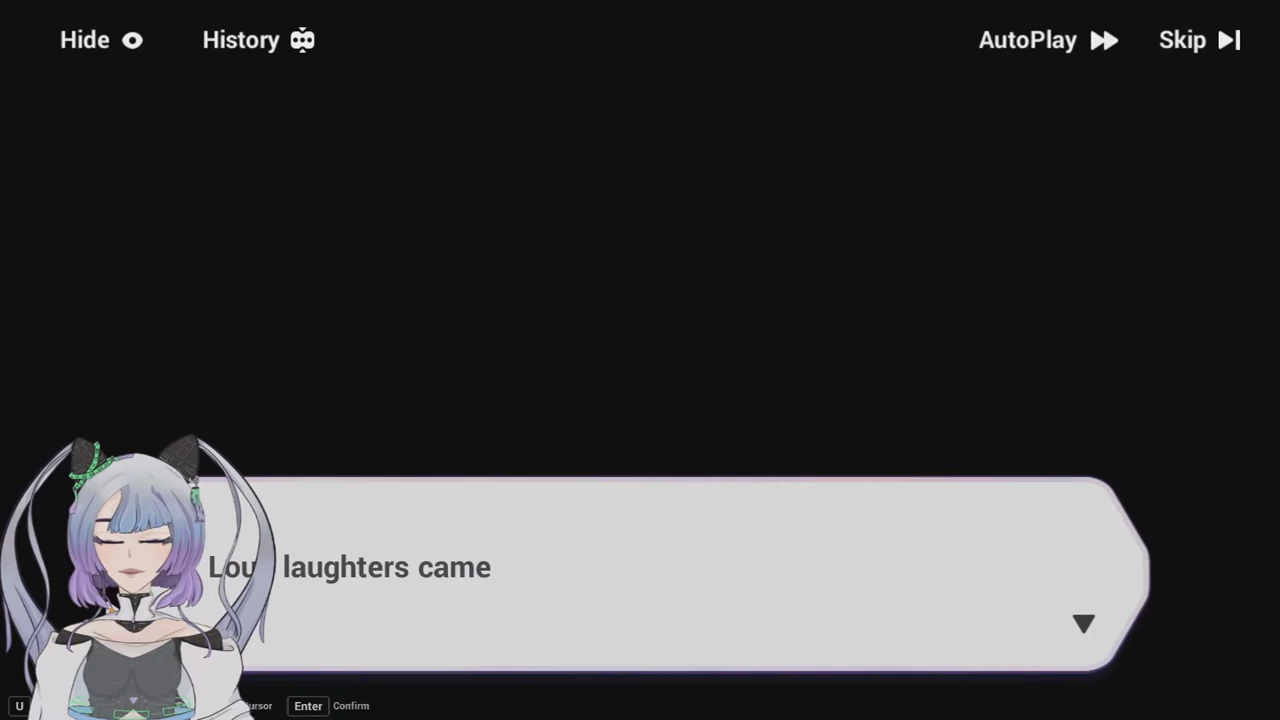 Hide
History
AutoPlay
Skip
laughters came
U
Enter Confirm